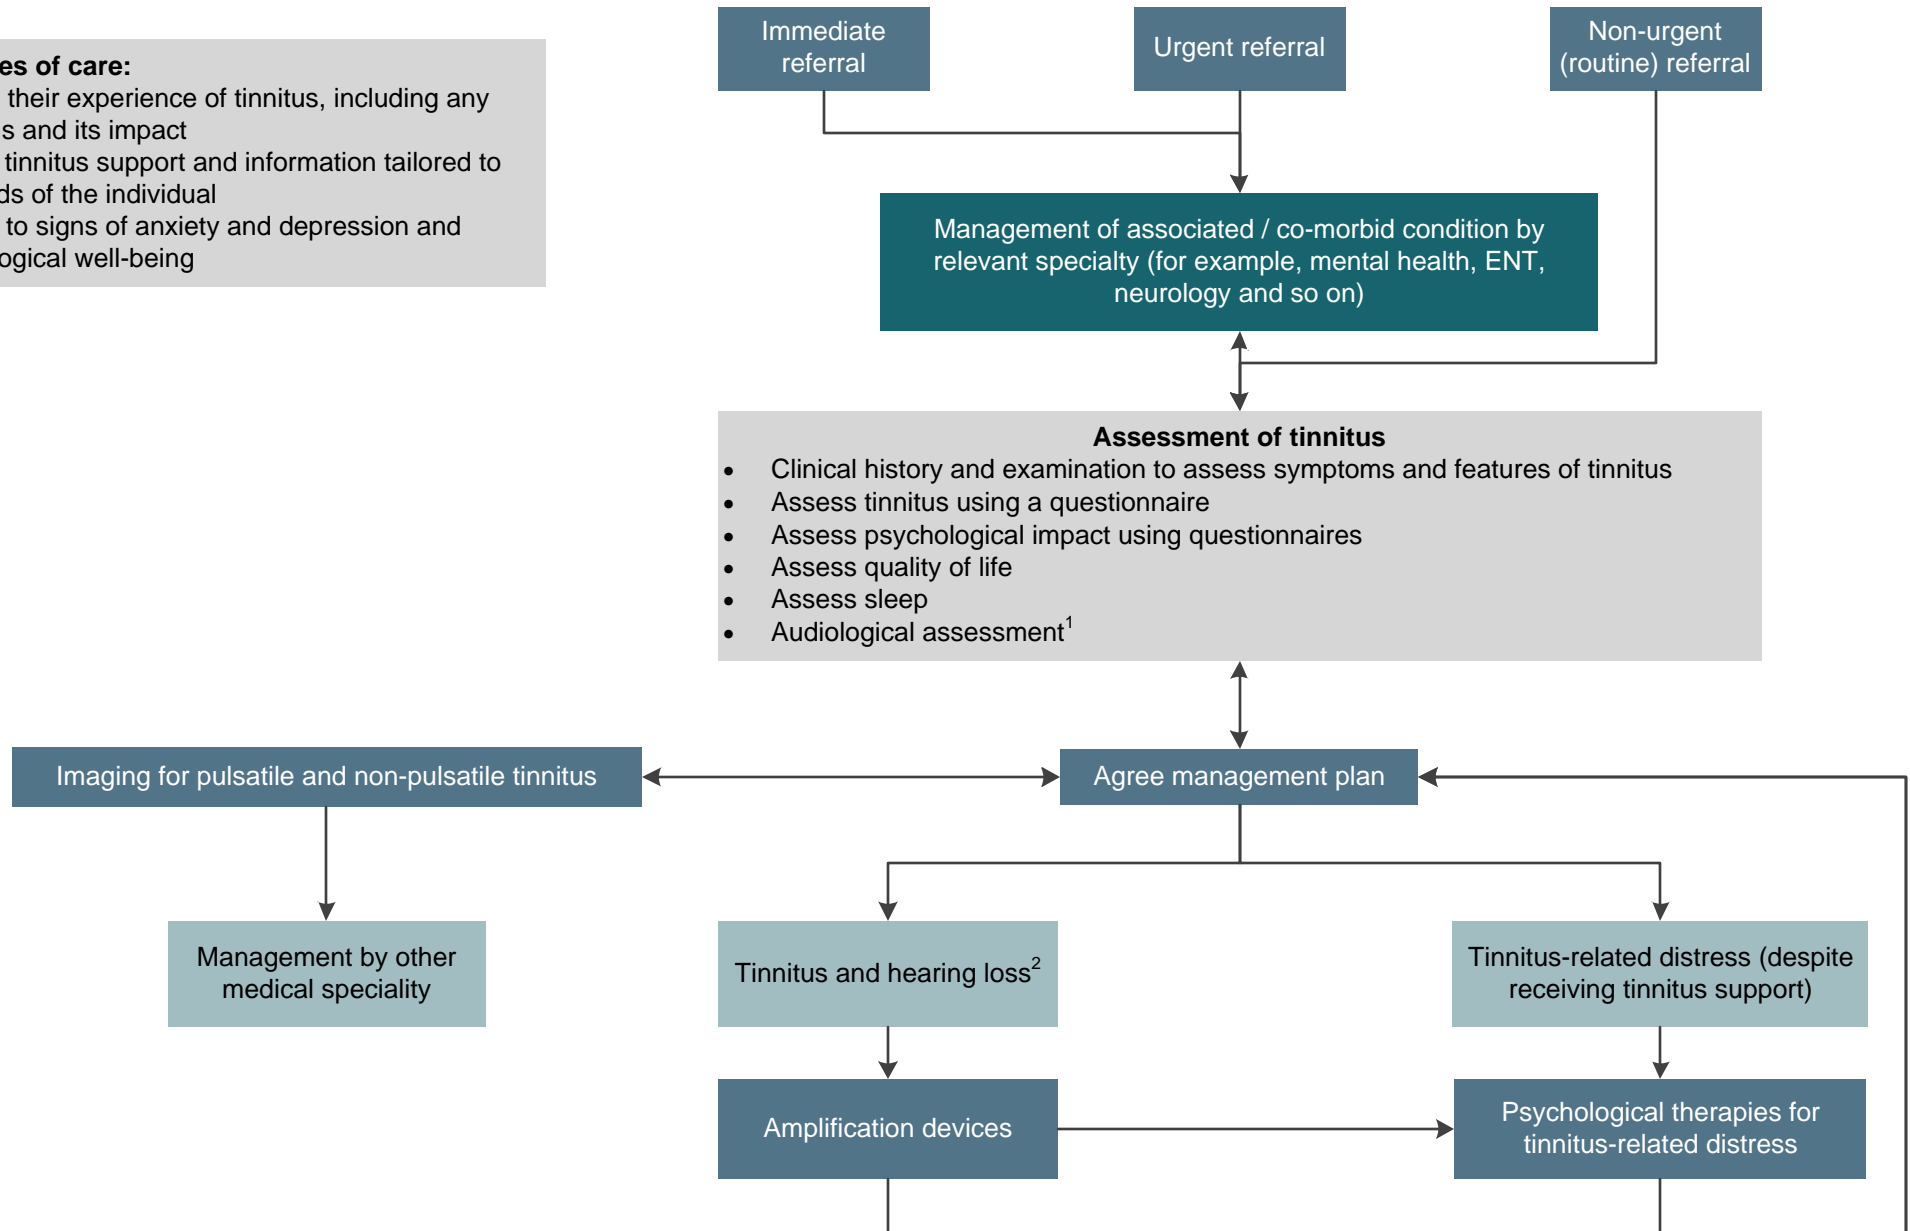 Immediate
referral
Urgent referral
Non-urgent
(routine) referral
es of care:
their experience of tinnitus, including any
s and its impact
tinnitus support and information tailored to
ds of the individual
to signs of anxiety and depression and
ogical well-being
Management of associated / co-morbid condition by
relevant specialty (for example, mental health, ENT,
neurology and so on)
Assessment of tinnitus
• Clinical history and examination to assess symptoms and features of tinnitus
• Assess tinnitus using a questionnaire
• Assess psychological impact using questionnaires
• Assess quality of life
• Assess sleep
• Audiological assessment1
Imaging for pulsatile and non-pulsatile tinnitus
Agree management plan
Management by other
medical speciality
Tinnitus and hearing loss2
Tinnitus-related distress (despite
receiving tinnitus support)
Amplification devices
Psychological therapies for
tinnitus-related distress